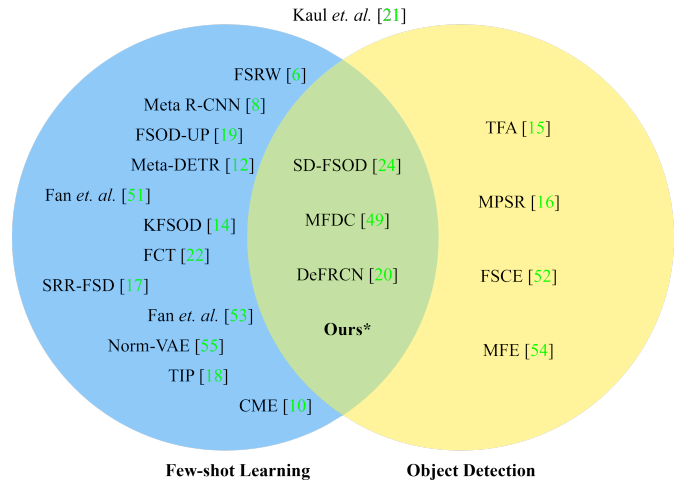 Kaul et. al. [21]
FSRW [6]
Meta R-CNN [8]
FSOD-UP [19]
Meta-DETR [12]
Fan et. al. [51]
KFSOD [14]
FCT [22]
SRR-FSD [17]
Fan et. al. [53]
Norm-VAE [55]
TIP [18]
CME [10]
SD-FSOD [24]
MFDC [49]
DeFRCN [20]
Ours*
TFA [15]
MPSR [16]
FSCE [52]
MFE [54]
Few-shot Learning
Object Detection